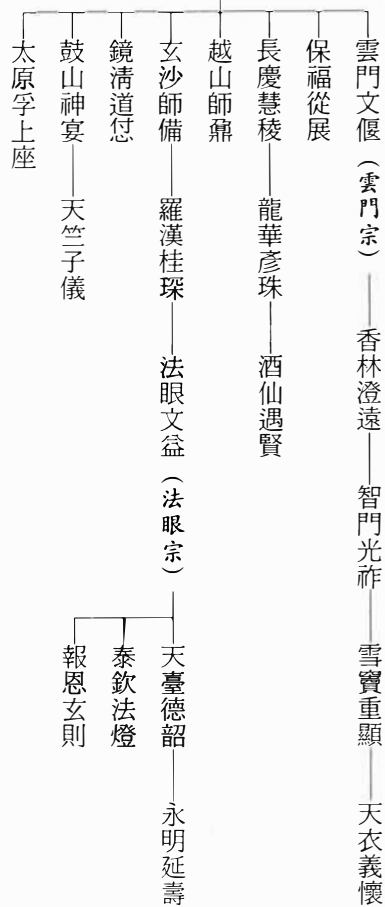 雲門文偃（雲門宗）——香林澄遠——智門光祚——雪竇重顯——天衣義懷
保福從展
長慶慧稜——龍華彥珠——酒仙遇賢
越山師鼐
玄沙師備——羅漢桂琛——法眼文益（法眼宗）——天臺德韶——永明延壽
泰欽法燈
報恩玄則
鏡清道怤
鼓山神宴——天竺子儀
太原孚上座